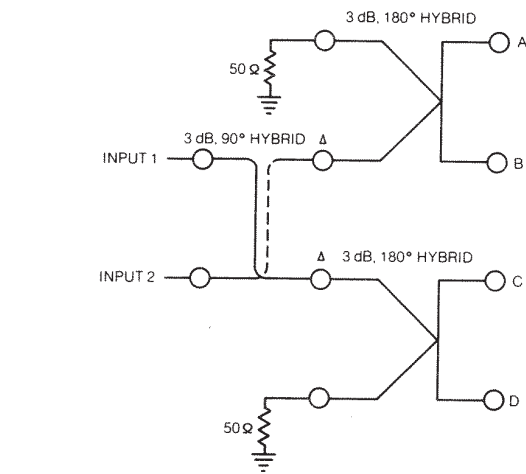 3 dB, 180° HYBRID
A
50 Ω
3 dB, 90° HYBRID
Δ
INPUT 1
B
Δ
3 dB, 180° HYBRID
INPUT 2
C
50 Ω
D